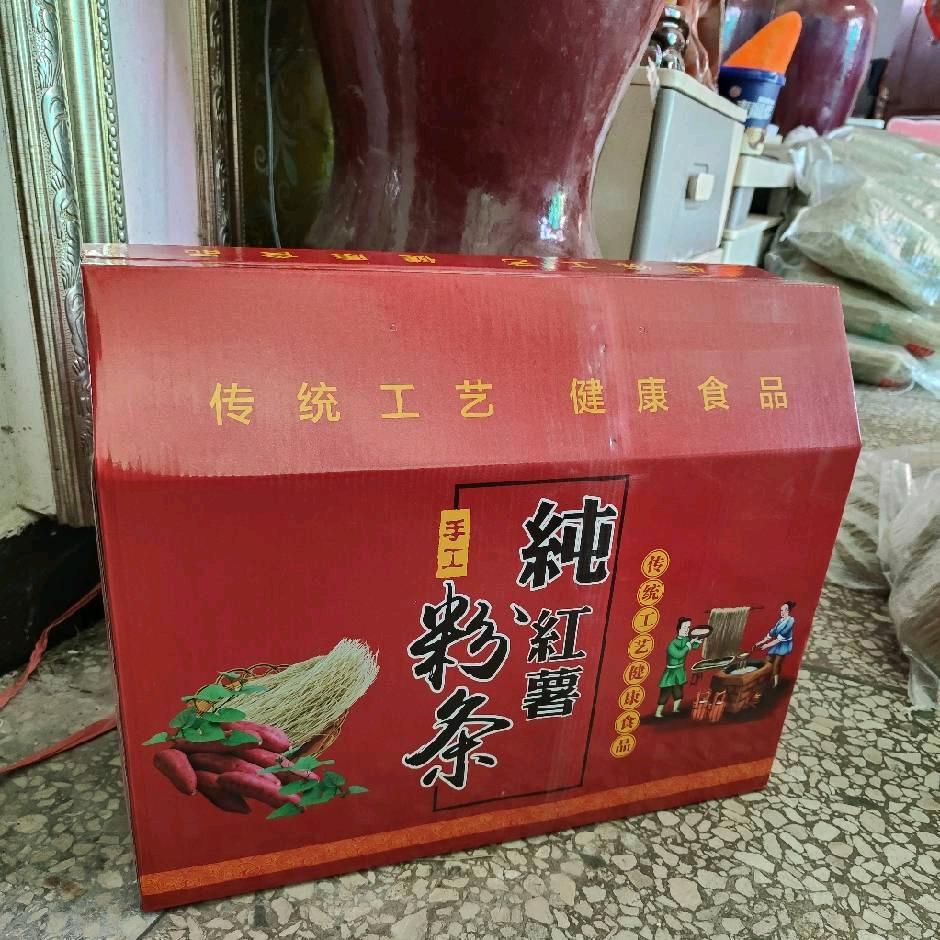 传统工艺 健康食品
純紅薯
手工
粉条
传统工艺健康食品